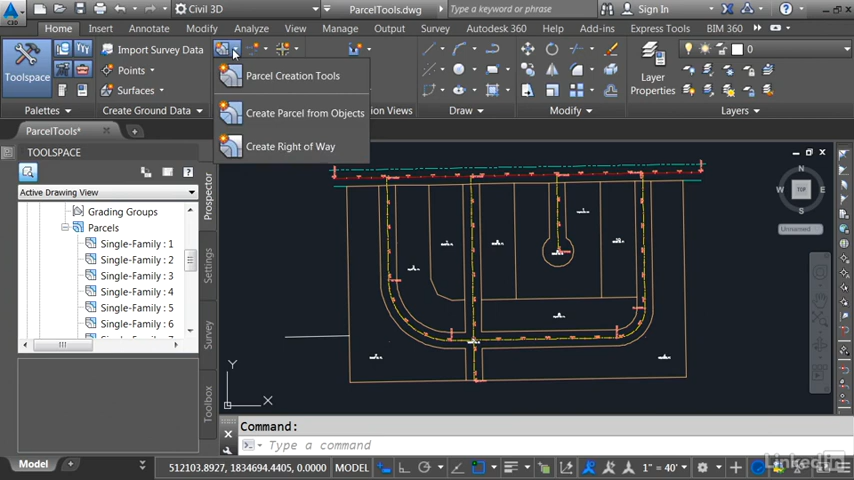 A
C3D
Civil 3D
ParcelTools.dwg
Type a keyword or phrase
Sign In
Home
Insert
Annotate
Modify
Analyze
View
Manage
Output
Survey
Add-ins
Express Tools
BIM 360
Toolspace
Import Survey Data
Points
Surfaces
Layer
Properties
0
Palettes
Create Ground Data
Draw
Modify
Layers
Parcel Creation Tools
Create Parcel from Objects
Create Right of Way
ParcelTools*
TOOLSPACE
Active Drawing View
Grading Groups
Parcels
Single-Family : 1
Single-Family : 2
Single-Family : 3
Single-Family : 4
Single-Family : 5
Single-Family : 6
Prospector
Settings
Survey
Toolbox
N
W
TOP
E
S
Unnamed
Y
X
Command:
Type a command
Model
512103.8927, 1834694.4405, 0.0000
MODEL
1" = 40'
LinkedIn